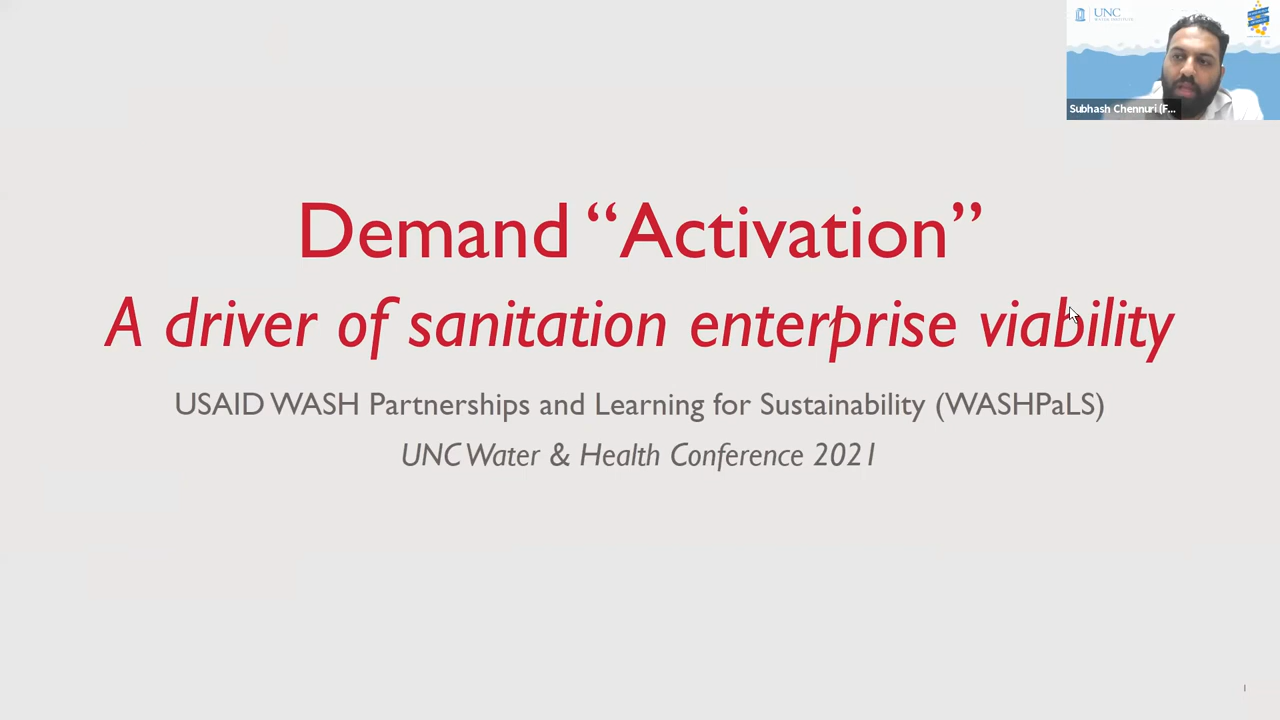 UNC
Subhash Chennuri (F...
Demand “Activation”
A driver of sanitation enterprise viability
USAID WASH Partnerships and Learning for Sustainability (WASHPaLS)
UNC Water & Health Conference 2021
1